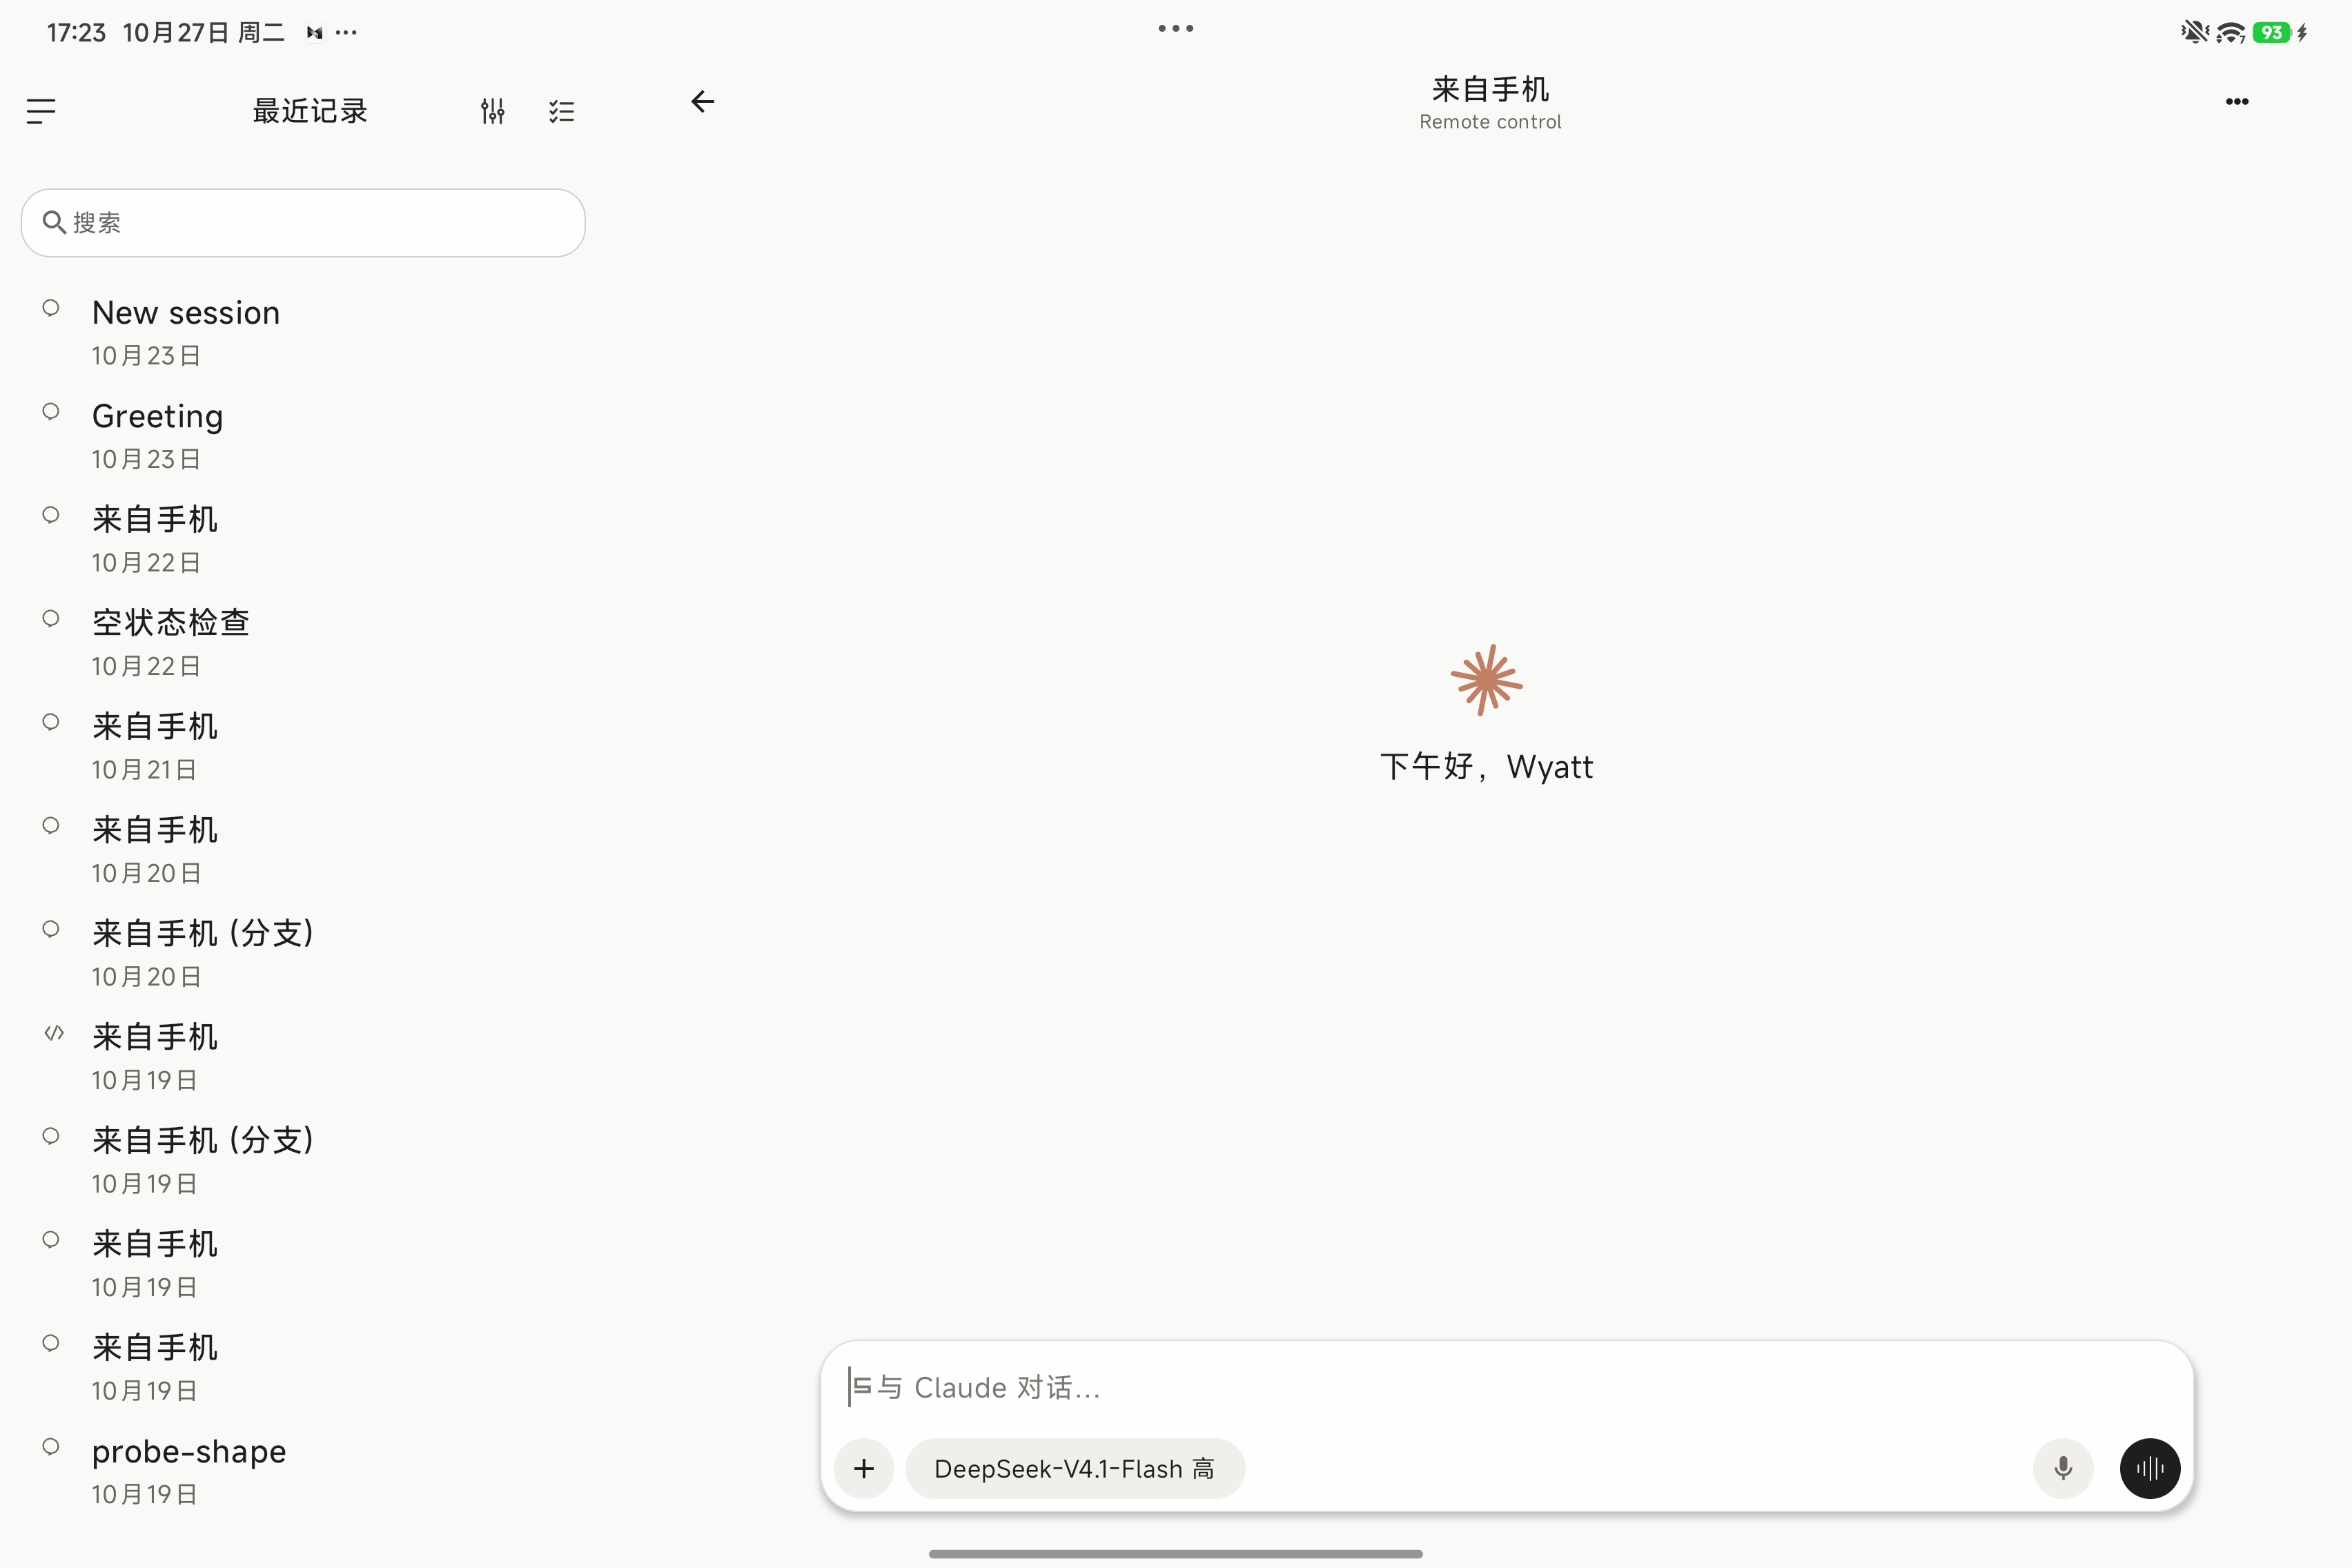 17:23 10月27日 周二
93
最近记录
来自手机
Remote control
搜索
New session
10月23日
Greeting
10月23日
来自手机
10月22日
空状态检查
10月22日
来自手机
10月21日
来自手机
10月20日
来自手机 (分支)
10月20日
来自手机
10月19日
来自手机 (分支)
10月19日
来自手机
10月19日
来自手机
10月19日
probe-shape
10月19日
下午好，Wyatt
与 Claude 对话...
DeepSeek-V4.1-Flash 高